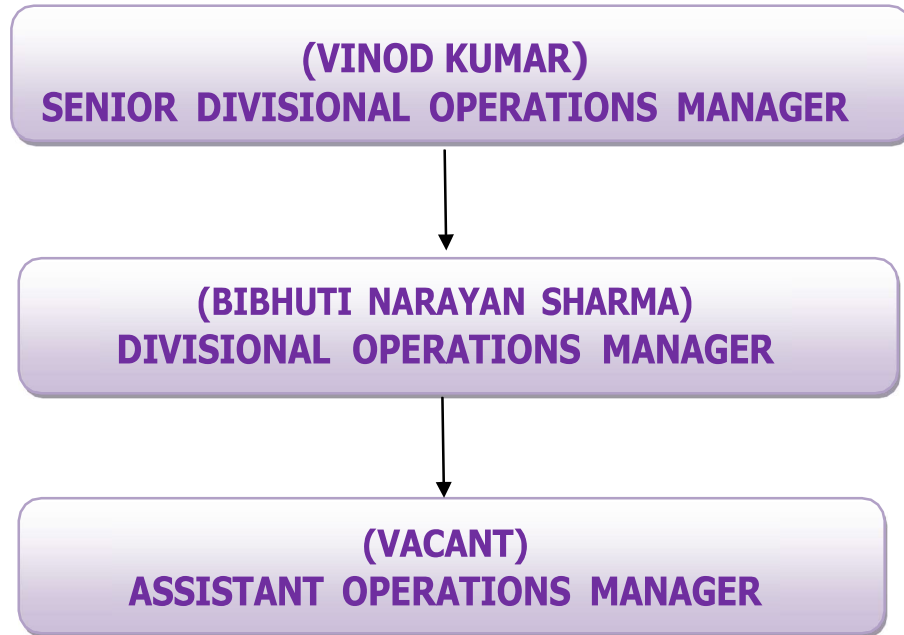 (VINOD KUMAR)
SENIOR DIVISIONAL OPERATIONS MANAGER
(BIBHUTI NARAYAN SHARMA)
DIVISIONAL OPERATIONS MANAGER
(VACANT)
ASSISTANT OPERATIONS MANAGER